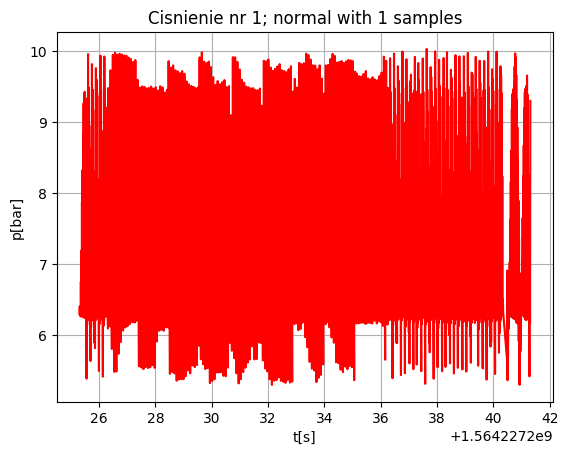 Cisnienie nr 1; normal with 1 samples
10
9
8
7
6
p[bar]
26 28 30 32 34 36 38 40 42
t[s]
+1.5642272e9